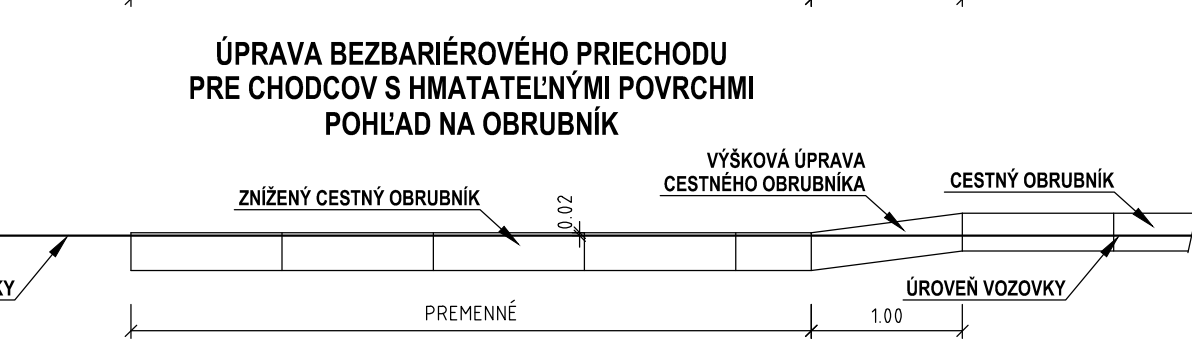 ÚPRAVA BEZBARIÉROVÉHO PRIECHODU
PRE CHODCOV S HMATATEĽNÝMI POVRCHMI
POHĽAD NA OBRUBNÍK
VÝŠKOVÁ ÚPRAVA
CESTNÉHO OBRUBNÍKA
CESTNÝ OBRUBNÍK
ZNÍŽENÝ CESTNÝ OBRUBNÍK
0.02
ÚROVEŇ VOZOVKY
PREMENNÉ
1.00